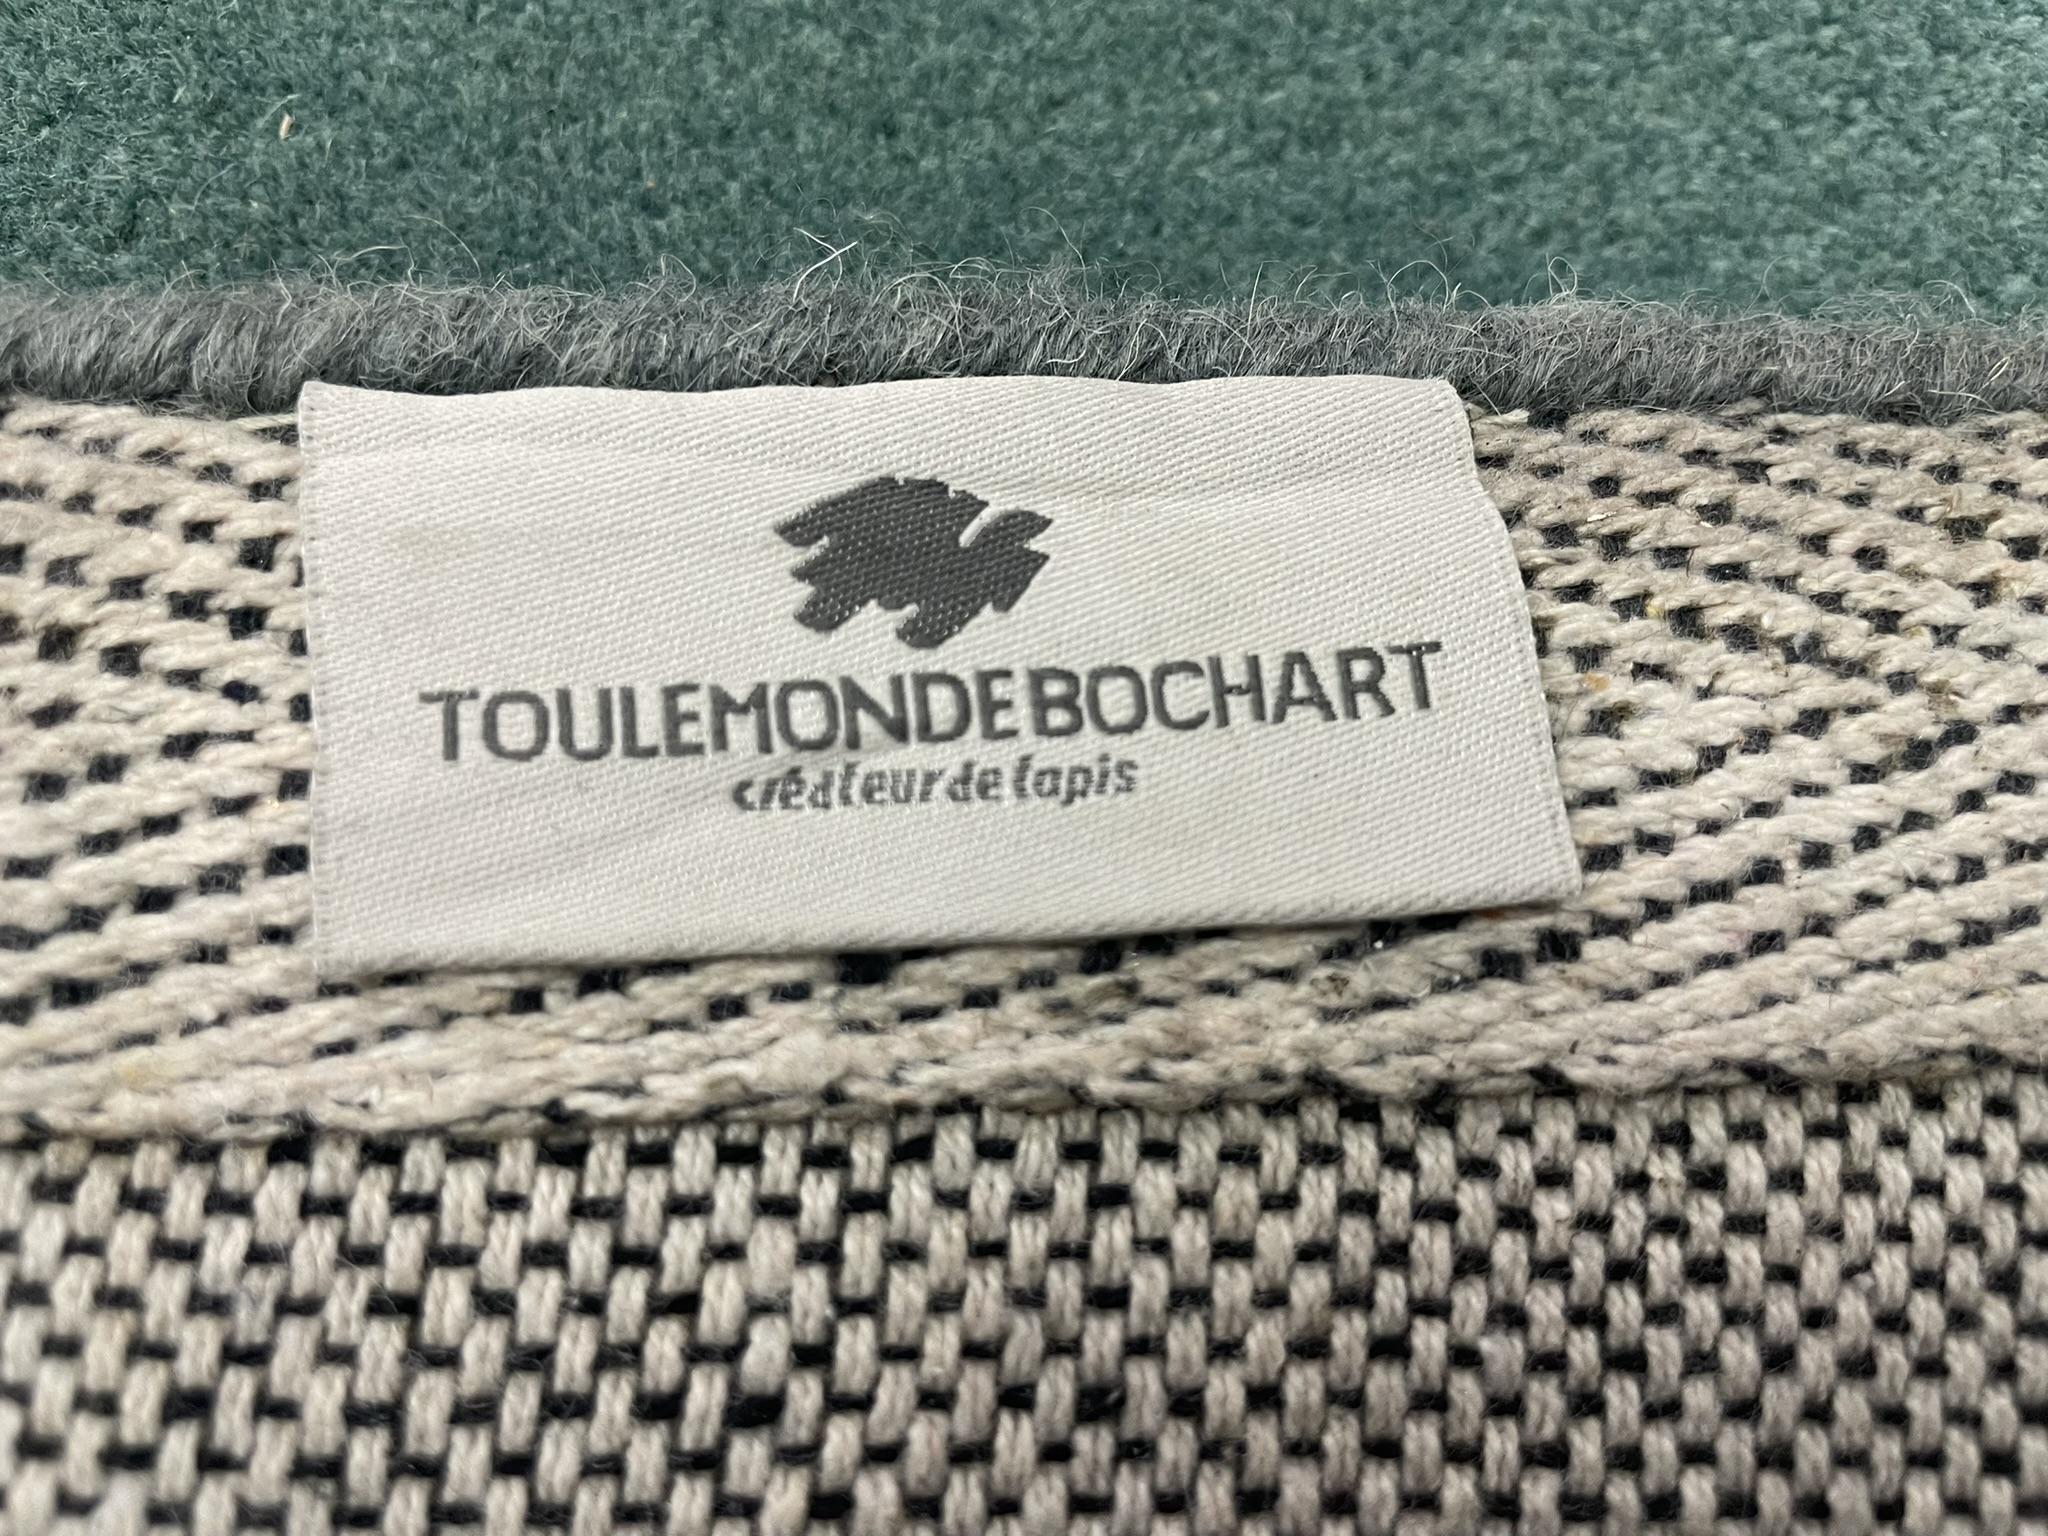 TOULEMONDEBOCHART
créateur de tapis